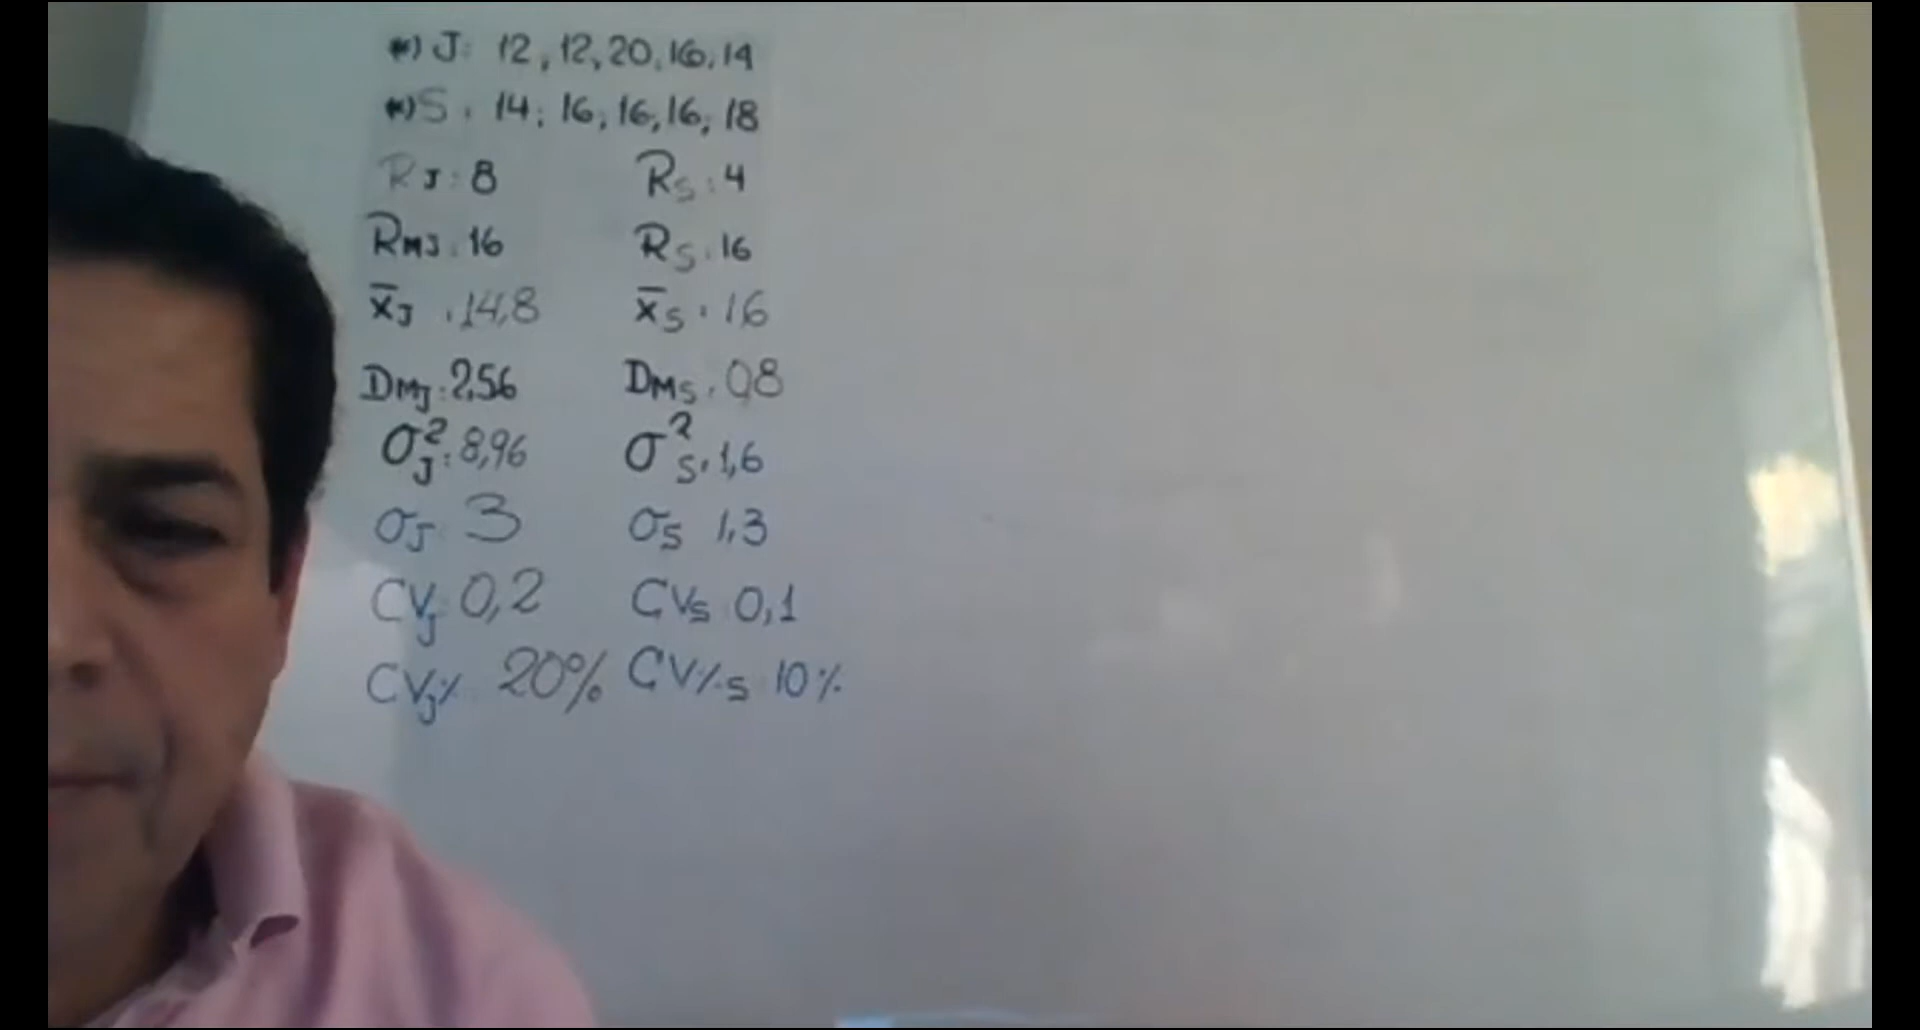 *) J: 12, 12, 20, 16, 14
*) S: 14; 16; 16, 16; 18
RJ: 8 RS: 4
RMJ: 16 RS: 16
x̄J: 14,8 x̄S: 16
DMJ: 2,56 DMS: 0,8
σ²J: 8,96 σ²S: 1,6
σJ: 3 σS 1,3
CVJ 0,2 CVS 0,1
CVJ% 20% CV%S 10%